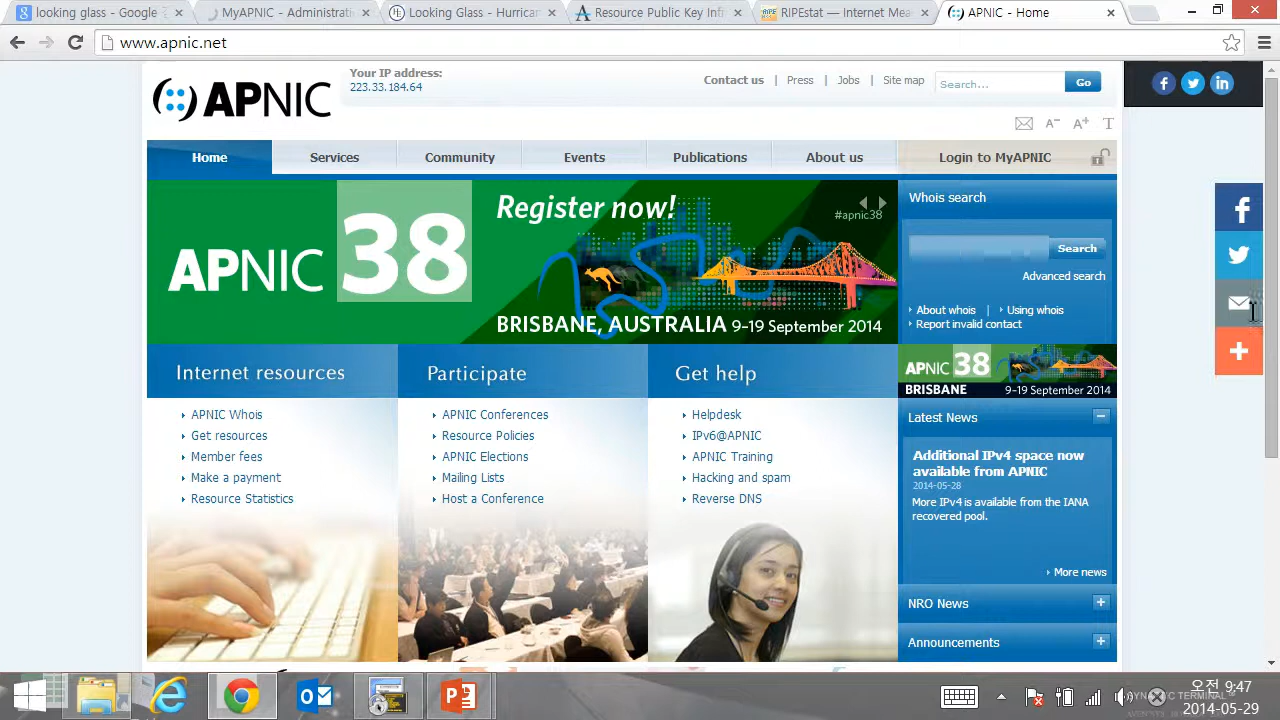 looking glass - Google
MyAPNIC - Administrati
Looking Glass - Hurrican
Resource Public Key Infi
RIPEstat — Internet Mea
APNIC - Home
www.apnic.net
APNIC
Your IP address:
223.33.184.64
Contact us | Press | Jobs | Site map
Search...
Go
A- A+ T
Home
Services
Community
Events
Publications
About us
Login to MyAPNIC
APNIC 38
Register now!
#apnic38
BRISBANE, AUSTRALIA 9-19 September 2014
Whois search
Search
Advanced search
About whois | Using whois
Report invalid contact
Internet resources
APNIC Whois
Get resources
Member fees
Make a payment
Resource Statistics
Participate
APNIC Conferences
Resource Policies
APNIC Elections
Mailing Lists
Host a Conference
Get help
Helpdesk
IPv6@APNIC
APNIC Training
Hacking and spam
Reverse DNS
APNIC 38
BRISBANE 9-19 September 2014
Latest News
Additional IPv4 space now
available from APNIC
2014-05-28
More IPv4 is available from the IANA
recovered pool.
More news
NRO News
Announcements
오전 9:47
2014-05-29